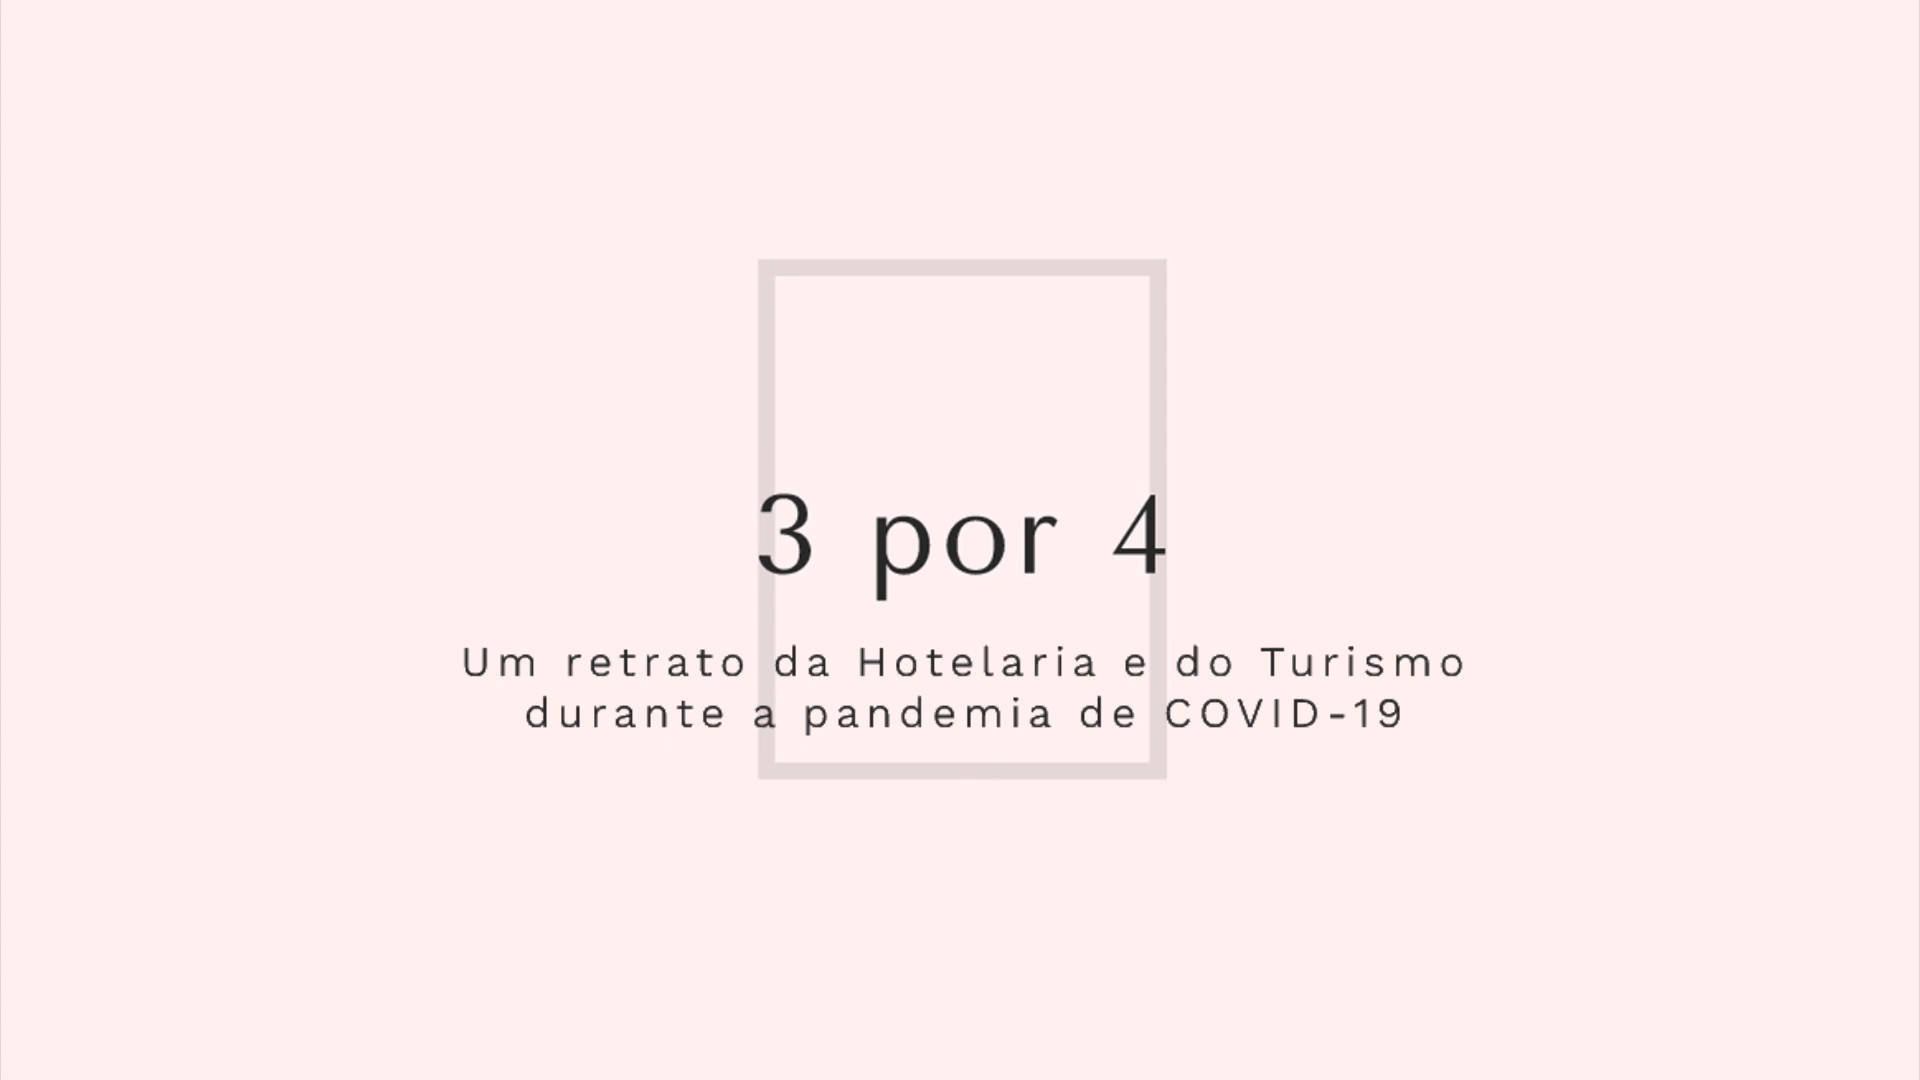 3 por 4
Um retrato da Hotelaria e do Turismo
durante a pandemia de COVID-19